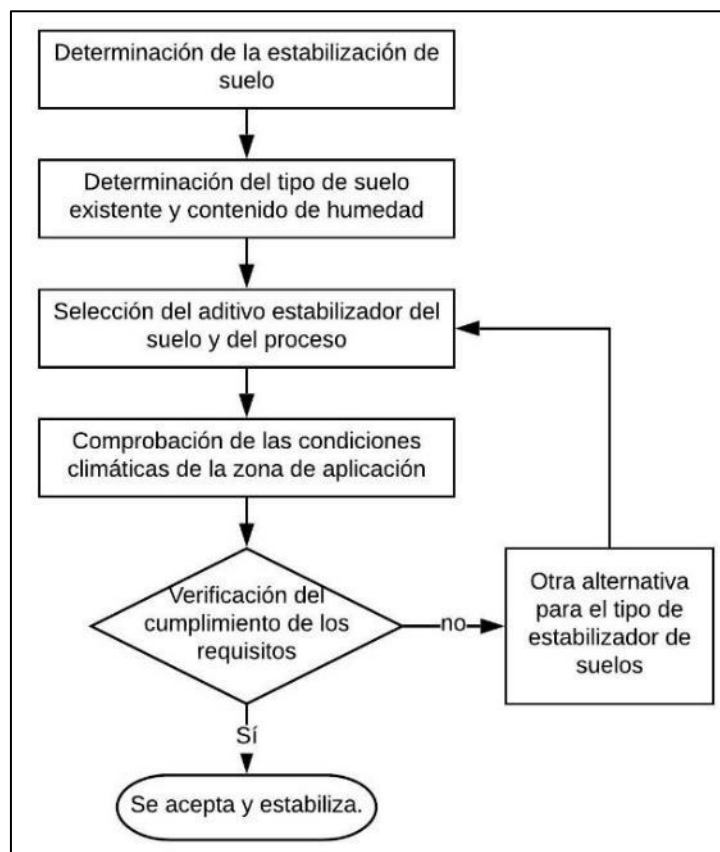 Determinación de la estabilización de
suelo
Determinación del tipo de suelo
existente y contenido de humedad
Selección del aditivo estabilizador del
suelo y del proceso
Comprobación de las condiciones
climáticas de la zona de aplicación
Verificación del
cumplimiento de los
requisitos
no
Otra alternativa
para el tipo de
estabilizador de
suelos
Sí
Se acepta y estabiliza.